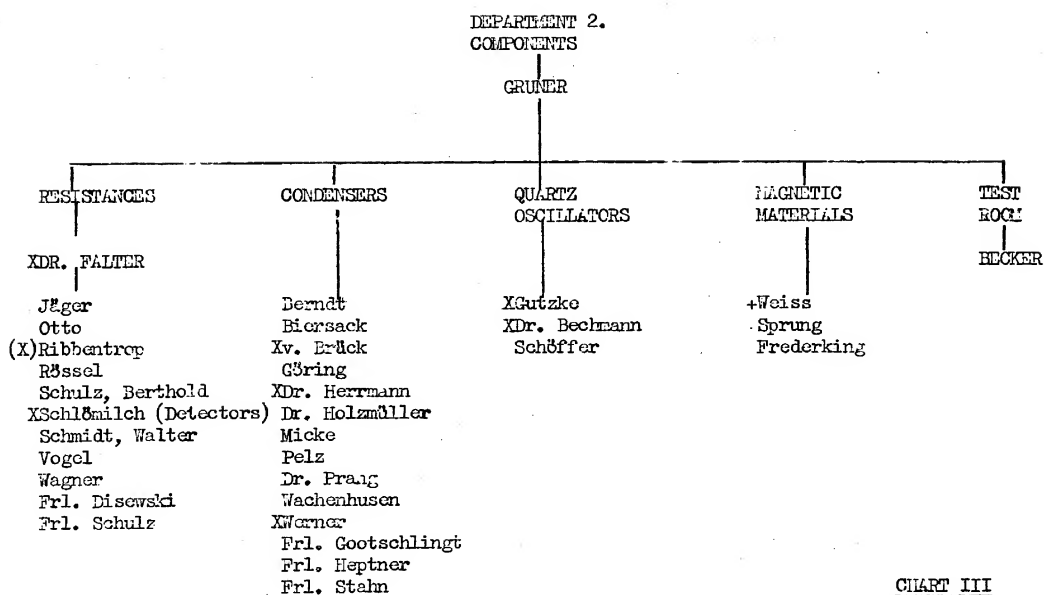 DEPARTMENT 2.
COMPONENTS
GRUNER
RESISTANCES
XDR. FALTER
Jäger
Otto
(X)Ribbentrop
Rössel
Schulz, Berthold
XSchlömilch (Detectors)
Schmidt, Walter
Vogel
Wagner
Frl. Disewski
Frl. Schulz
CONDENSERS
Berndt
Biersack
Xv. Brück
Göring
XDr. Herrmann
Dr. Holzmüller
Micke
Pelz
Dr. Prang
Wachenhusen
XWerner
Frl. Gootschlingt
Frl. Heptner
Frl. Stahn
QUARTZ
OSCILLATORS
XGutzke
XDr. Bechmann
Schöffer
MAGNETIC
MATERIALS
+Weiss
Sprung
Frederking
TEST
ROOM
BECKER
CHART III